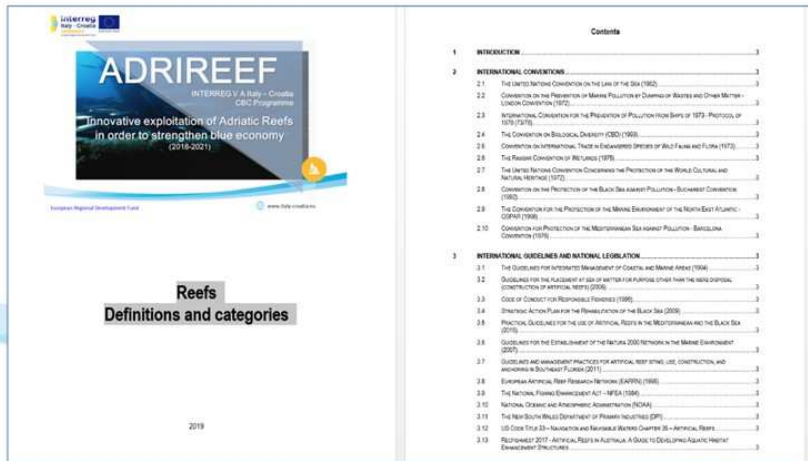 Interreg
Italy - Croatia
ADRIREEF
INTERREG V A Italy – Croatia
CBC Programme
Innovative exploitation of Adriatic Reefs
in order to strengthen blue economy
(2018-2021)
European Regional Development Fund
www.italy-croatia.eu
Reefs
Definitions and categories
2019
Contents
1 INTRODUCTION 3
2 INTERNATIONAL CONVENTIONS 3
2.1 THE UNITED NATIONS CONVENTION ON THE LAW OF THE SEA (1982) 3
2.2 CONVENTION ON THE PREVENTION OF MARINE POLLUTION BY DUMPING OF WASTES AND OTHER MATTER -
LONDON CONVENTION (1972) 3
2.3 INTERNATIONAL CONVENTION FOR THE PREVENTION OF POLLUTION FROM SHIPS OF 1973 - PROTOCOL OF
1978 (73/78) 3
2.4 THE CONVENTION ON BIOLOGICAL DIVERSITY (CBD) (1993) 3
2.5 CONVENTION ON INTERNATIONAL TRADE IN ENDANGERED SPECIES OF WILD FAUNA AND FLORA (1973) 3
2.6 THE RAMSAR CONVENTION OF WETLANDS (1975) 3
2.7 THE UNITED NATIONS CONVENTION CONCERNING THE PROTECTION OF THE WORLD CULTURAL AND
NATURAL HERITAGE (1972) 3
2.8 CONVENTION ON THE PROTECTION OF THE BLACK SEA AGAINST POLLUTION - BUCHAREST CONVENTION
(1992) 3
2.9 THE CONVENTION FOR THE PROTECTION OF THE MARINE ENVIRONMENT OF THE NORTH EAST ATLANTIC -
OSPAR (1998) 3
2.10 CONVENTION FOR PROTECTION OF THE MEDITERRANEAN SEA AGAINST POLLUTION - BARCELONA
CONVENTION (1976) 3
3 INTERNATIONAL GUIDELINES AND NATIONAL LEGISLATION 3
3.1 THE GUIDELINES FOR INTEGRATED MANAGEMENT OF COASTAL AND MARINE AREAS (1994) 3
3.2 GUIDELINES FOR THE PLACEMENT AT SEA OF MATTER FOR PURPOSE OTHER THAN THE MERE DISPOSAL
(CONSTRUCTION OF ARTIFICIAL REEFS) (2008) 3
3.3 CODE OF CONDUCT FOR RESPONSIBLE FISHERIES (1995) 3
3.4 STRATEGIC ACTION PLAN FOR THE REHABILITATION OF THE BLACK SEA (2009) 3
3.5 PRACTICAL GUIDELINES FOR THE USE OF ARTIFICIAL REEFS IN THE MEDITERRANEAN AND THE BLACK SEA
(2015) 3
3.6 GUIDELINES FOR THE ESTABLISHMENT OF THE NATURA 2000 NETWORK IN THE MARINE ENVIRONMENT
(2007) 3
3.7 GUIDELINES AND MANAGEMENT PRACTICES FOR ARTIFICIAL REEF SITING, USE, CONSTRUCTION, AND
ANCHORING IN SOUTHEAST FLORIDA (2011) 3
3.8 EUROPEAN ARTIFICIAL REEF RESEARCH NETWORK (EARRN) (1995) 3
3.9 THE NATIONAL FISHING ENHANCEMENT ACT – NFEA (1984) 3
3.10 NATIONAL OCEANIC AND ATMOSPHERIC ADMINISTRATION (NOAA) 3
3.11 THE NEW SOUTH WALES DEPARTMENT OF PRIMARY INDUSTRIES (DPI) 3
3.12 US CODE TITLE 33 – NAVIGATION AND NAVIGABLE WATERS CHAPTER 35 – ARTIFICIAL REEFS 3
3.13 RECFISHWEST 2017 - ARTIFICIAL REEFS IN AUSTRALIA: A GUIDE TO DEVELOPING AQUATIC HABITAT
ENHANCEMENT STRUCTURES 3